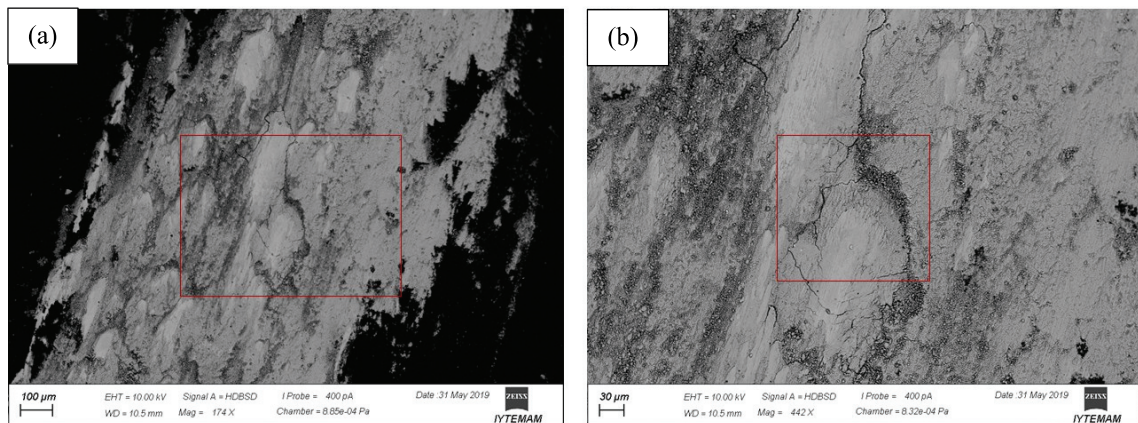 (a)
(b)
100 µm
EHT = 10.00 kV
Signal A = HDBSD
I Probe = 400 pA
Date :31 May 2019
WD = 10.5 mm
Mag = 174 X
Chamber = 8.85e-04 Pa
ZEISS
IYTEMAM
30 µm
EHT = 10.00 kV
Signal A = HDBSD
I Probe = 400 pA
Date :31 May 2019
WD = 10.5 mm
Mag = 442 X
Chamber = 8.32e-04 Pa
ZEISS
IYTEMAM